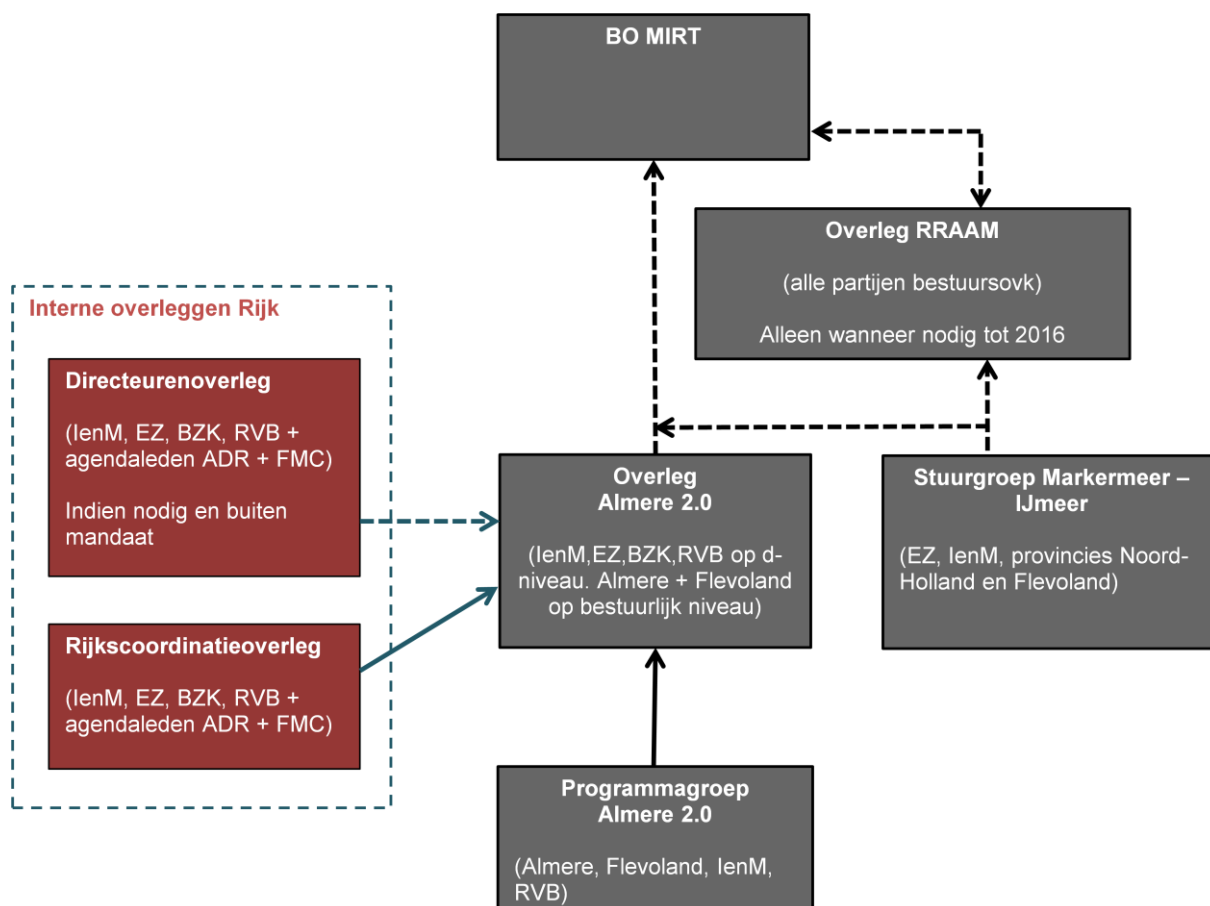 BO MIRT
Overleg RRAAM
(alle partijen bestuursovk)
Alleen wanneer nodig tot 2016
Interne overleggen Rijk
Directeurenoverleg
(IenM, EZ, BZK, RVB +
agendaleden ADR + FMC)
Indien nodig en buiten
mandaat
Rijkscoordinatieoverleg
(IenM, EZ, BZK, RVB +
agendaleden ADR + FMC)
Overleg
Almere 2.0
(IenM,EZ,BZK,RVB op d-
niveau. Almere + Flevoland
op bestuurlijk niveau)
Stuurgroep Markermeer –
IJmeer
(EZ, IenM, provincies Noord-
Holland en Flevoland)
Programmagroep
Almere 2.0
(Almere, Flevoland, IenM,
RVB)